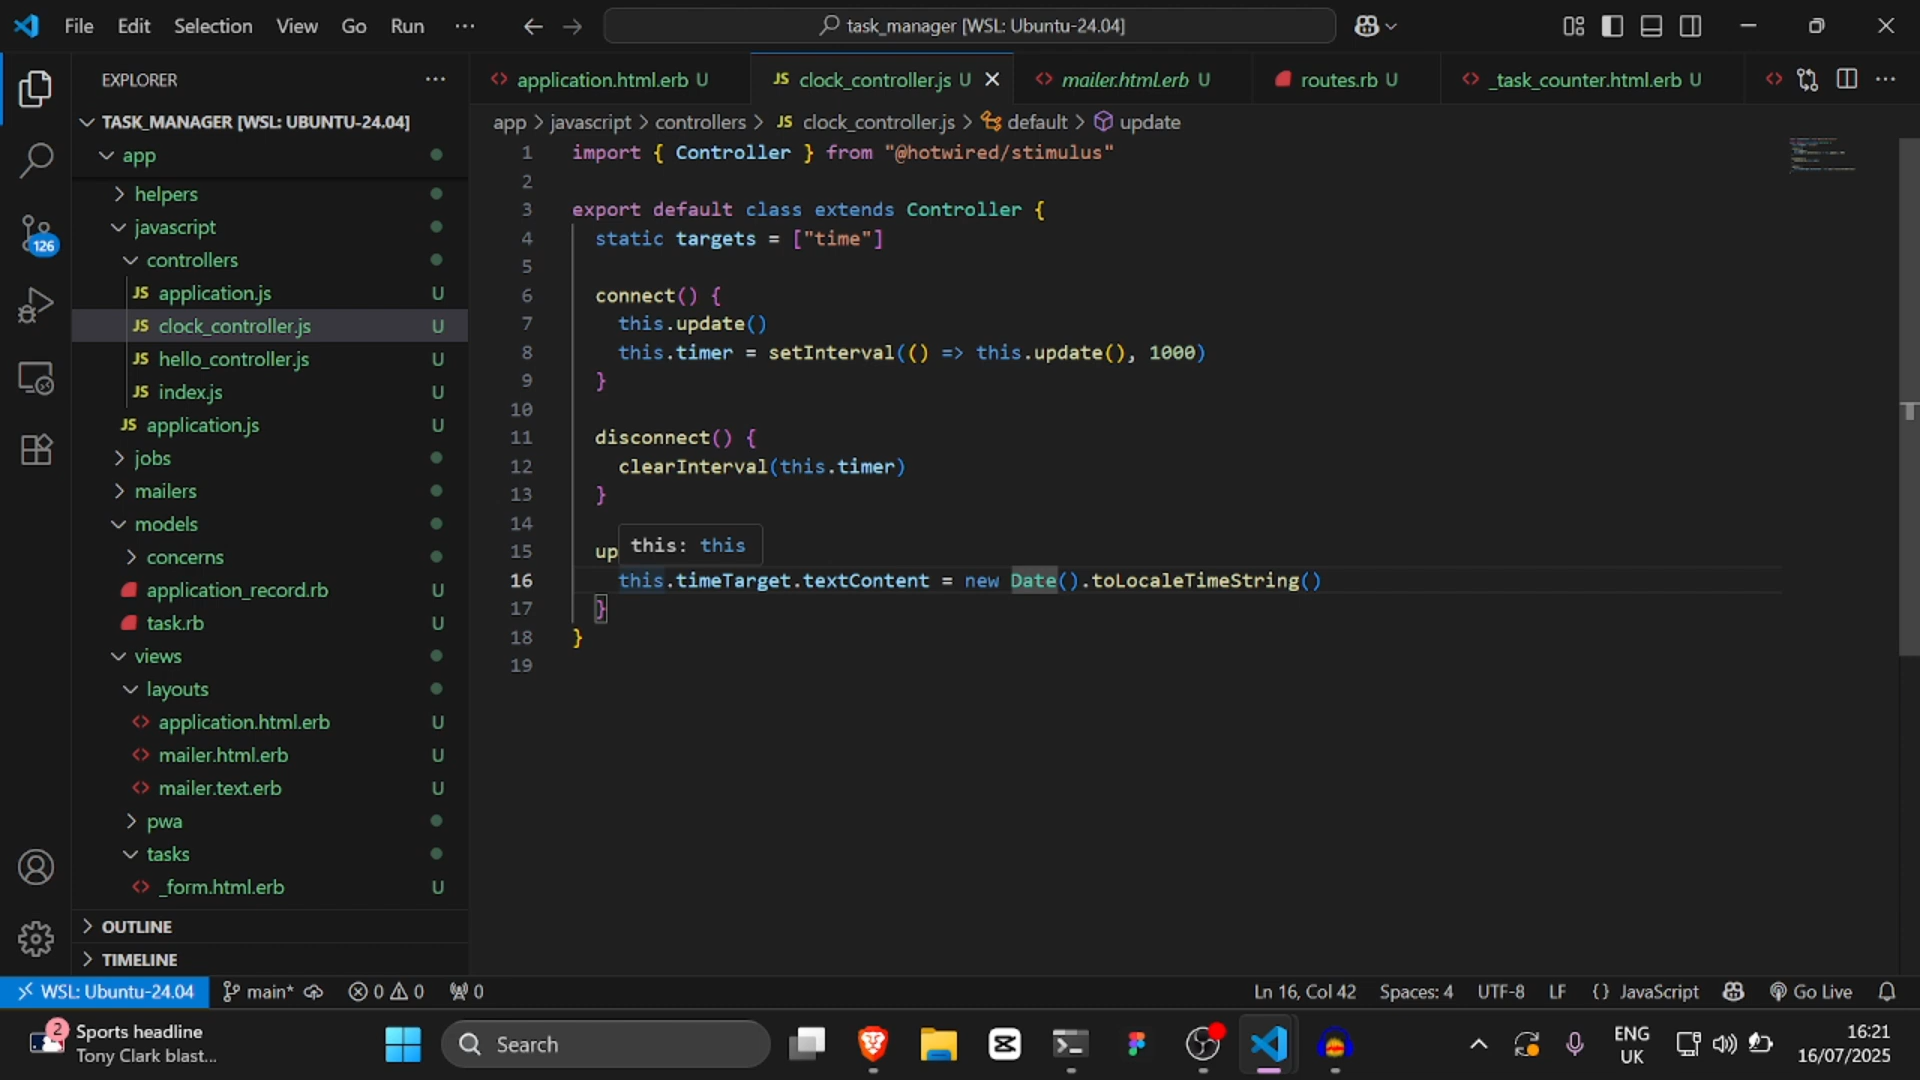 File Edit Selection View Go Run ···
task_manager [WSL: Ubuntu-24.04]
EXPLORER
application.html.erb U
JS clock_controller.js U
mailer.html.erb U
routes.rb U
_task_counter.html.erb U
TASK_MANAGER [WSL: UBUNTU-24.04]
app > javascript > controllers > JS clock_controller.js > default > update
app
helpers
javascript
controllers
JS application.js U
JS clock_controller.js U
JS hello_controller.js U
JS index.js U
JS application.js U
jobs
mailers
models
concerns
application_record.rb U
task.rb U
views
layouts
application.html.erb U
mailer.html.erb U
mailer.text.erb U
pwa
tasks
_form.html.erb U
OUTLINE
TIMELINE
126
1 import { Controller } from "@hotwired/stimulus"
2
3 export default class extends Controller {
4 static targets = ["time"]
5
6 connect() {
7 this.update()
8 this.timer = setInterval(() => this.update(), 1000)
9 }
10
11 disconnect() {
12 clearInterval(this.timer)
13 }
14
this: this
15 up
16 this.timeTarget.textContent = new Date().toLocaleTimeString()
17 }
18 }
19
WSL: Ubuntu-24.04 main* 0 0 0
Ln 16, Col 42 Spaces: 4 UTF-8 LF {} JavaScript Go Live
2
Sports headline
Tony Clark blast...
Search
ENG
UK
16:21
16/07/2025